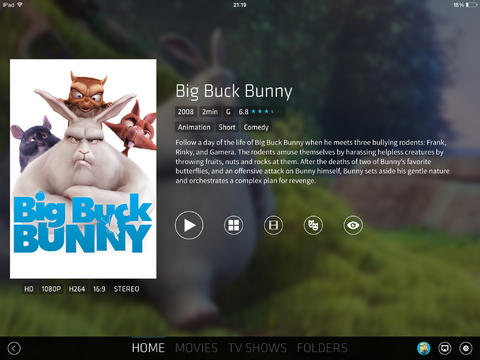 iPad 21.19 18%
Big Buck Bunny
2008 2min G 6.8
Animation Short Comedy
Follow a day of the life of Big Buck Bunny when he meets three bullying rodents: Frank,
Rinky, and Gamera. The rodents amuse themselves by harassing helpless creatures by
throwing fruits, nuts and rocks at them. After the deaths of two of Bunny's favorite
butterflies, and an offensive attack on Bunny himself, Bunny sets aside his gentle nature
and orchestrates a complex plan for revenge.
Big Buck
BUNNY
HD 1080P H264 16:9 STEREO
HOME MOVIES TV SHOWS FOLDERS